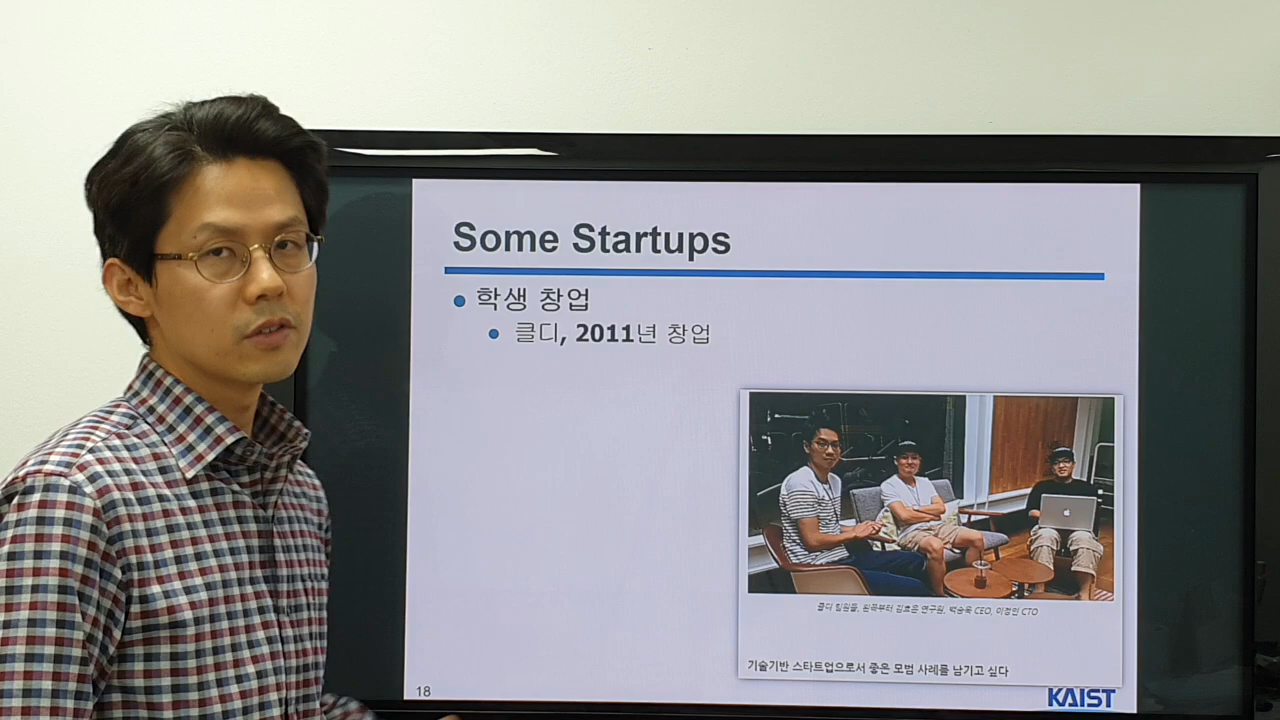 Some Startups
학생 창업
클디, 2011년 창업
클디 팀원들, 왼쪽부터 김효은 연구원, 백승욱 CEO, 이정인 CTO
기술기반 스타트업으로서 좋은 모범 사례를 남기고 싶다
18
KAIST